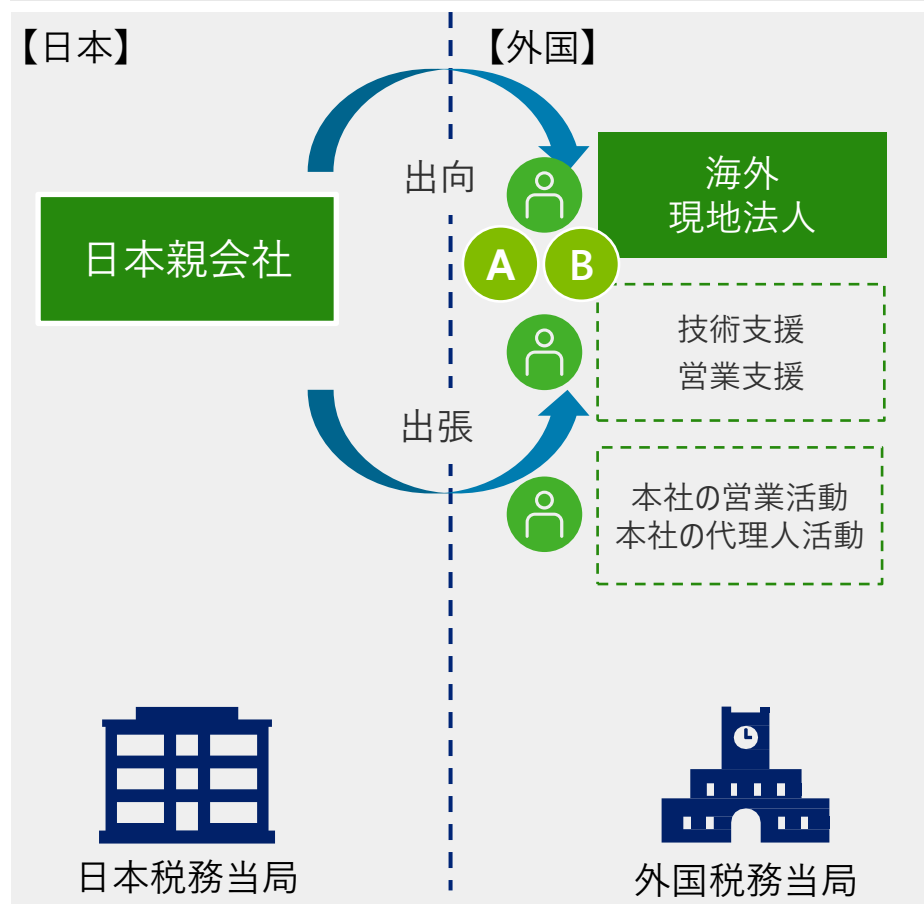 【日本】
【外国】
出向
海外
現地法人
日本親会社
A
B
技術支援
営業支援
出張
本社の営業活動
本社の代理人活動
日本税務当局
外国税務当局